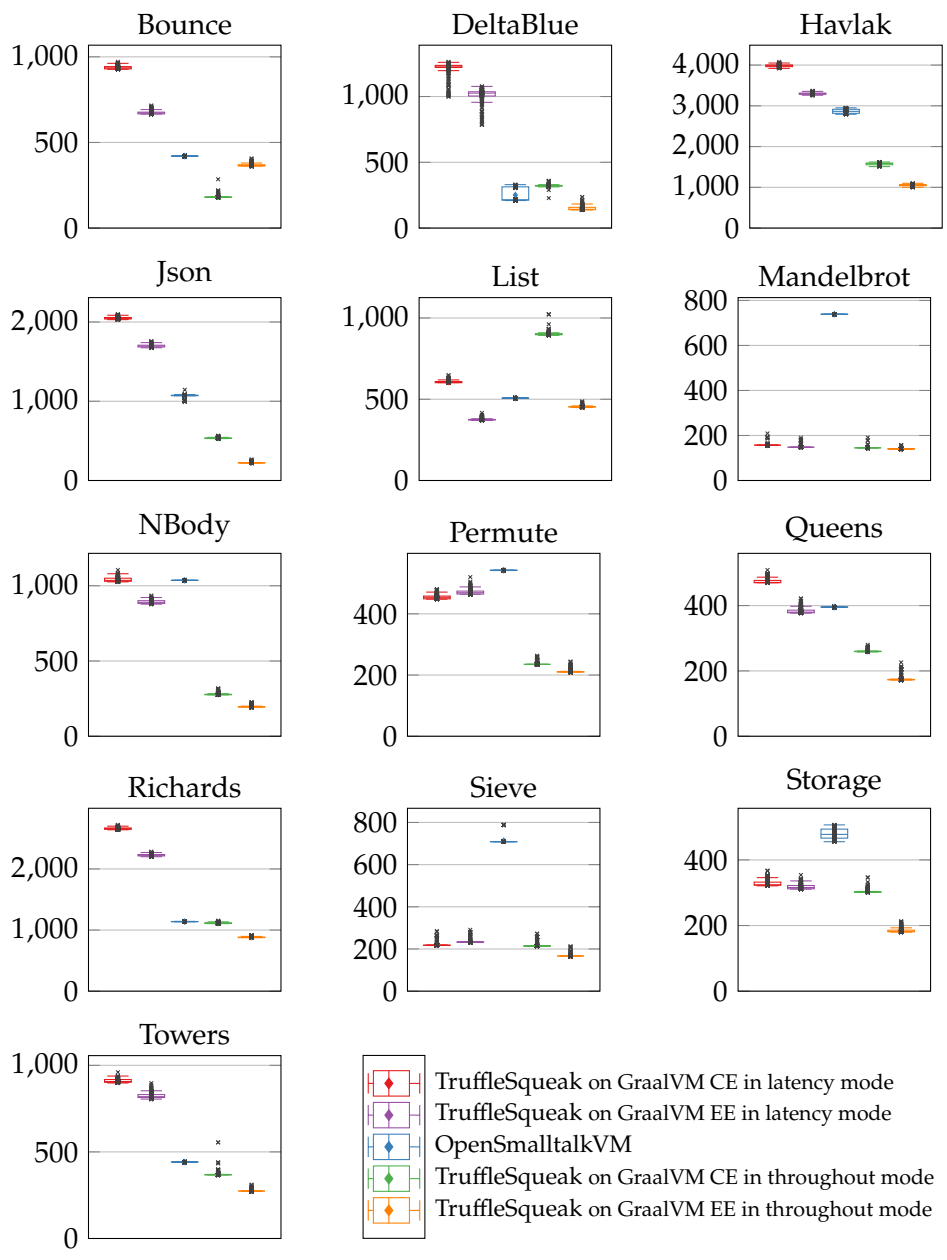 Bounce
1,000
500
0
DeltaBlue
1,000
500
0
Havlak
4,000
3,000
2,000
1,000
0
Json
2,000
1,000
0
List
1,000
500
0
Mandelbrot
800
600
400
200
0
NBody
1,000
500
0
Permute
400
200
0
Queens
400
200
0
Richards
2,000
1,000
0
Sieve
800
600
400
200
0
Storage
400
200
0
Towers
1,000
500
0
TruffleSqueak on GraalVM CE in latency mode
TruffleSqueak on GraalVM EE in latency mode
OpenSmalltalkVM
TruffleSqueak on GraalVM CE in throughout mode
TruffleSqueak on GraalVM EE in throughout mode